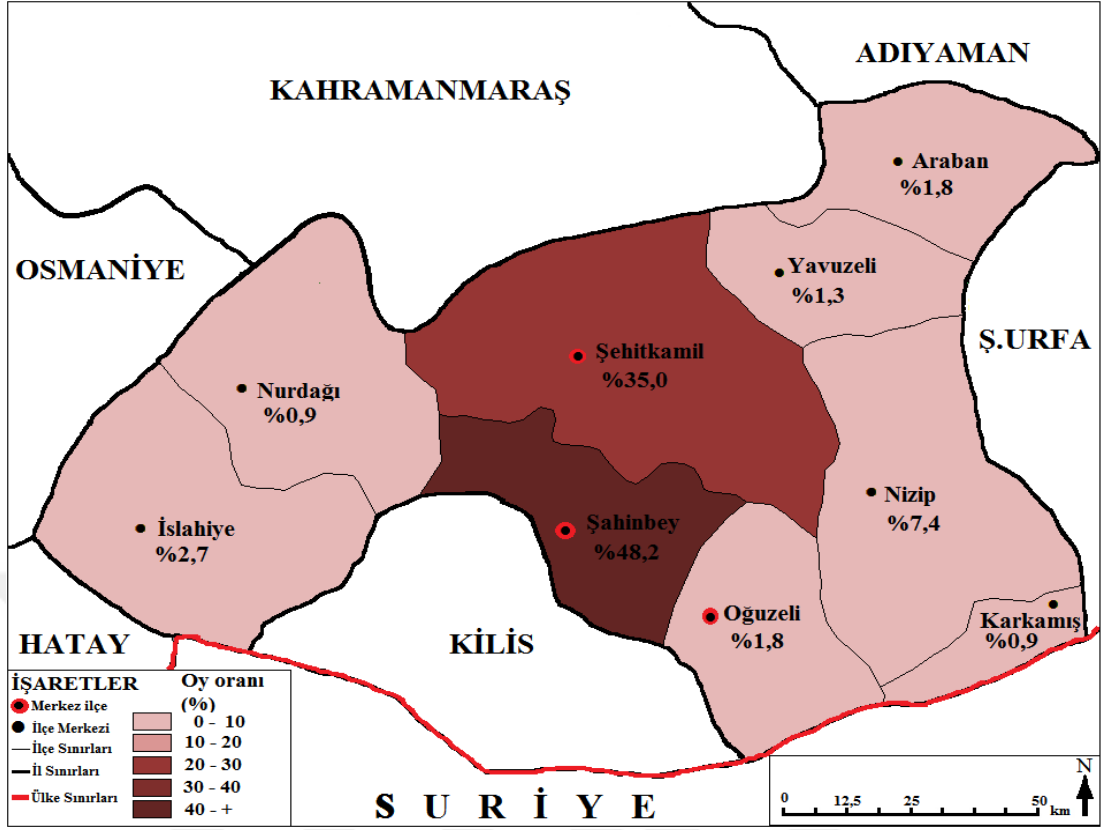 ADIYAMAN
KAHRAMANMARAŞ
Araban
%1,8
OSMANİYE
Yavuzeli
%1,3
Ş.URFA
Şehitkamil
%35,0
Nurdağı
%0,9
Nizip
%7,4
İslahiye
%2,7
Şahinbey
%48,2
Oğuzeli
%1,8
Karkamış
%0,9
HATAY
KİLİS
İŞARETLER
Merkez ilçe
İlçe Merkezi
İlçe Sınırları
İl Sınırları
Ülke Sınırları
Oy oranı
(%)
0 - 10
10 - 20
20 - 30
30 - 40
40 - +
SURİYE
N
0 12,5 25 50
km